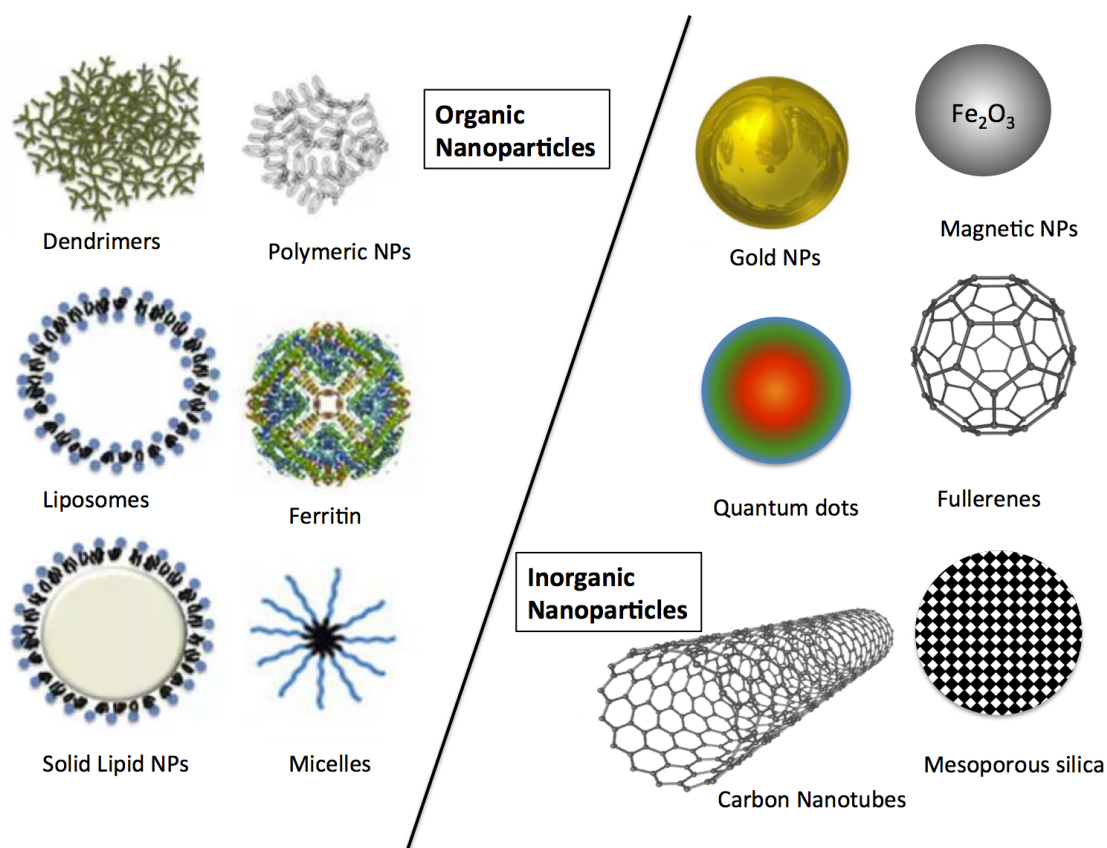 Organic
Nanoparticles
Dendrimers
Polymeric NPs
Liposomes
Ferritin
Solid Lipid NPs
Micelles
Fe₂O₃
Gold NPs
Magnetic NPs
Quantum dots
Fullerenes
Inorganic
Nanoparticles
Carbon Nanotubes
Mesoporous silica